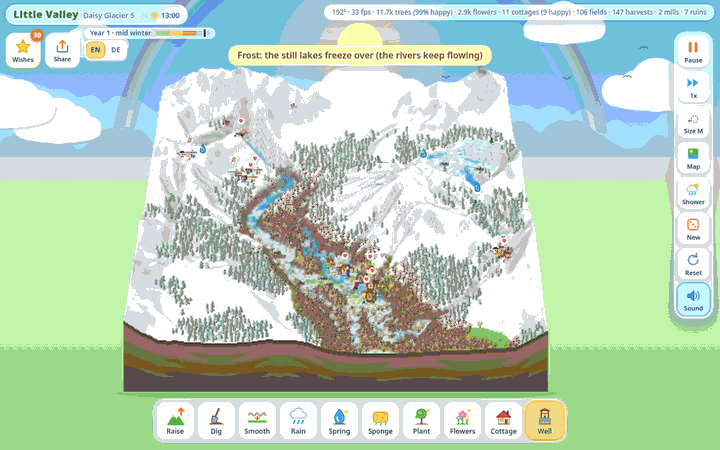 Little Valley Daisy Glacier 5 13:00
192² · 33 fps · 11.7k trees (99% happy) · 2.9k flowers · 11 cottages (9 happy) · 106 fields · 147 harvests · 2 mills · 7 ruins
Year 1 · mid winter
30
Wishes
Share
EN DE
Frost: the still lakes freeze over (the rivers keep flowing)
Pause
1x
Size M
Map
Shower
New
Reset
Sound
Raise Dig Smooth Rain Spring Sponge Plant Flowers Cottage Well